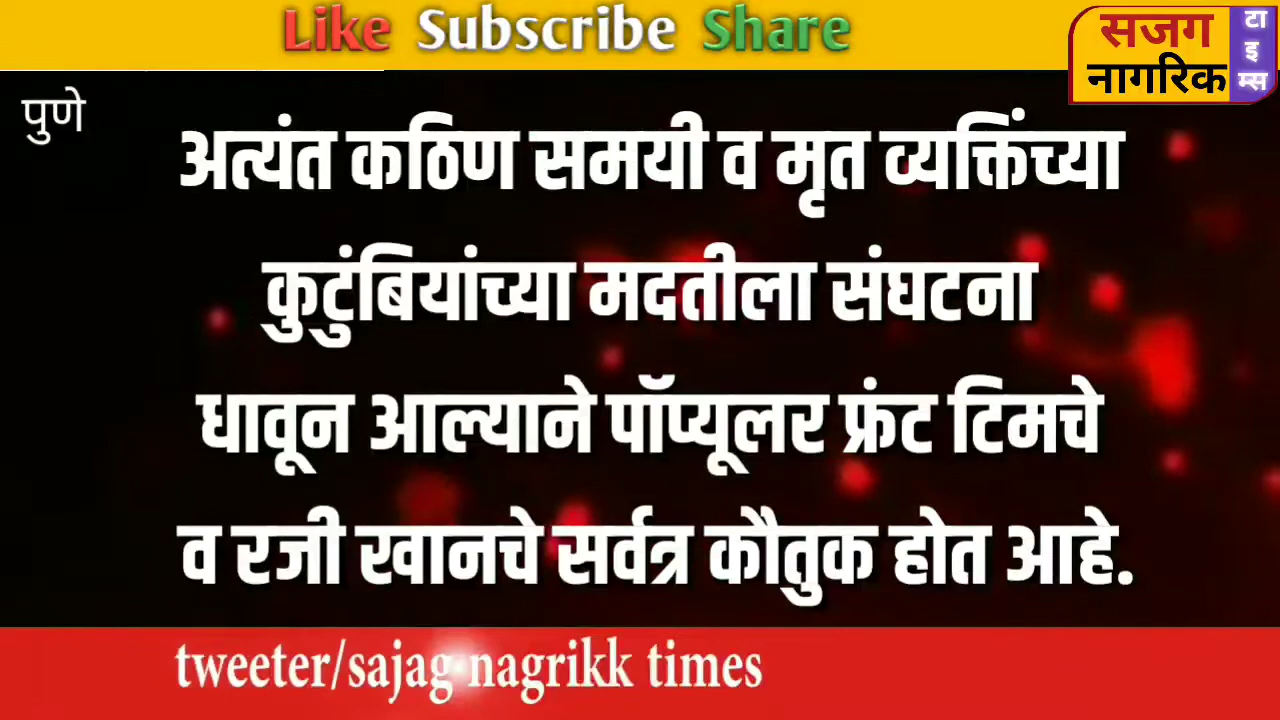 Like Subscribe Share
सजग
नागरिक
टा
इ
म्स
पुणे
अत्यंत कठिण समयी व मृत व्यक्तिंच्या
कुटुंबियांच्या मदतीला संघटना
धावून आल्याने पॉप्यूलर फ्रंट टिमचे
व रजी खानचे सर्वत्र कौतुक होत आहे.
tweeter/sajag nagrikk times